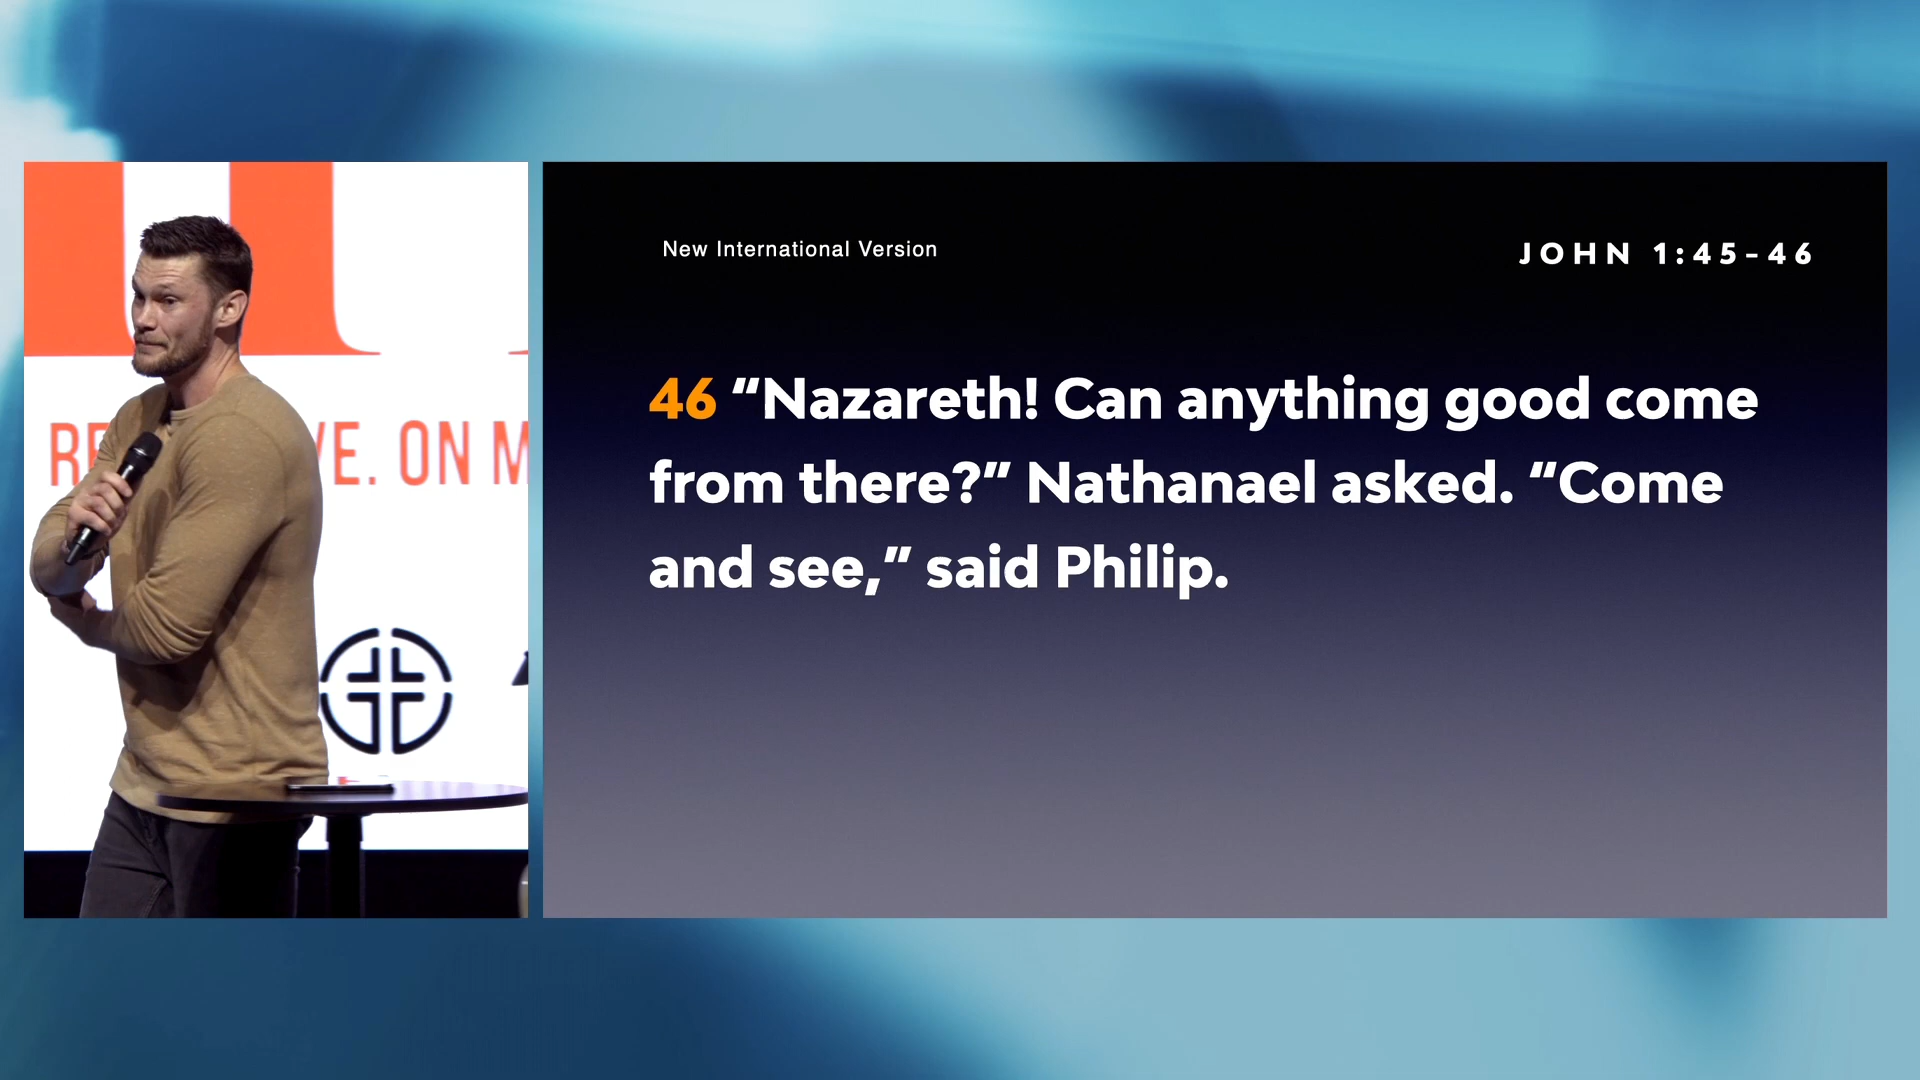 New International Version
JOHN 1:45-46
46 “Nazareth! Can anything good come
from there?” Nathanael asked. “Come
and see,” said Philip.
VE. ON M